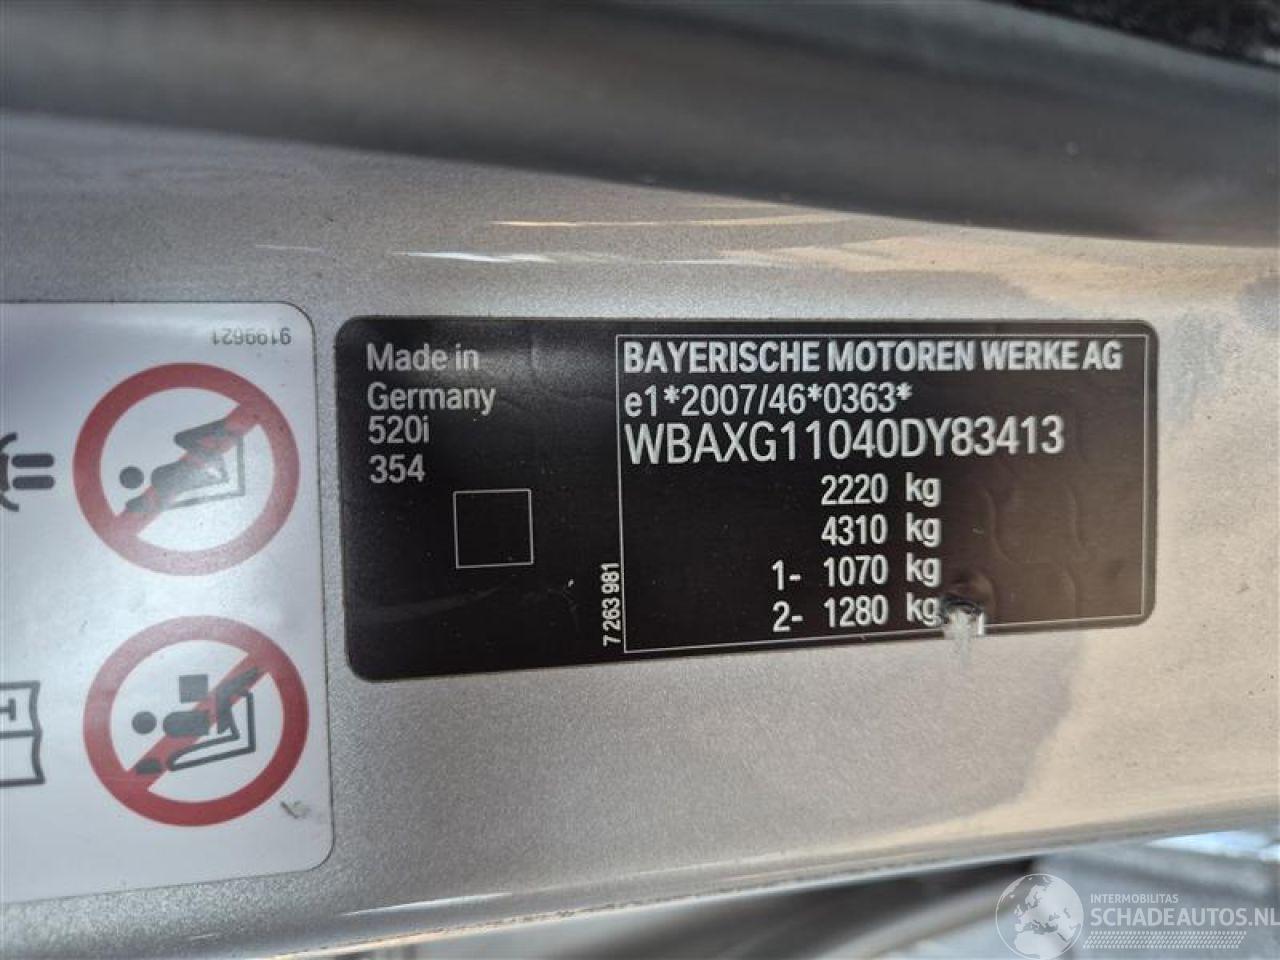 9199621
Made in
Germany
520i
354
7 263 981
BAYERISCHE MOTOREN WERKE AG
e1*2007/46*0363*
WBAXG11040DY83413
2220 kg
4310 kg
1- 1070 kg
2- 1280 kg
INTERMOBILITAS
SCHADEAUTOS.NL